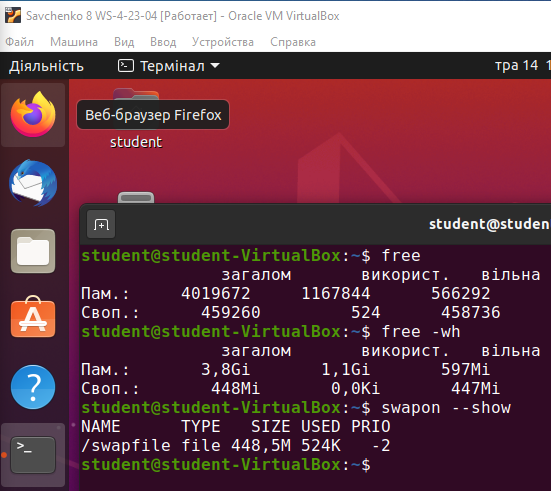 Savchenko 8 WS-4-23-04 [Работает] - Oracle VM VirtualBox
Файл Машина Вид Ввод Устройства Справка
Діяльність Термінал тра 14 1
Веб-браузер Firefox
student
student@studen
student@student-VirtualBox:~$ free
загалом використ. вільна
Пам.: 4019672 1167844 566292
Своп.: 459260 524 458736
student@student-VirtualBox:~$ free -wh
загалом використ. вільна
Пам.: 3,8Gi 1,1Gi 597Mi
Своп.: 448Mi 0,0Ki 447Mi
student@student-VirtualBox:~$ swapon --show
NAME TYPE SIZE USED PRIO
/swapfile file 448,5M 524K -2
student@student-VirtualBox:~$